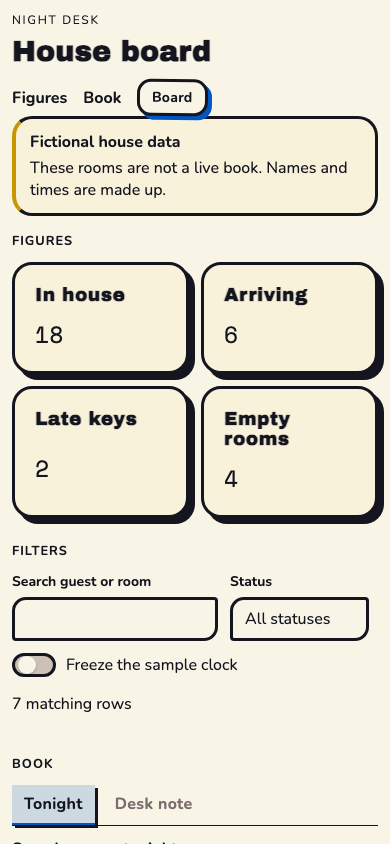 NIGHT DESK
House board
Figures Book Board
Fictional house data
These rooms are not a live book. Names and
times are made up.
FIGURES
In house
18
Arriving
6
Late keys
2
Empty
rooms
4
FILTERS
Search guest or room
Status
All statuses
Freeze the sample clock
7 matching rows
BOOK
Tonight Desk note